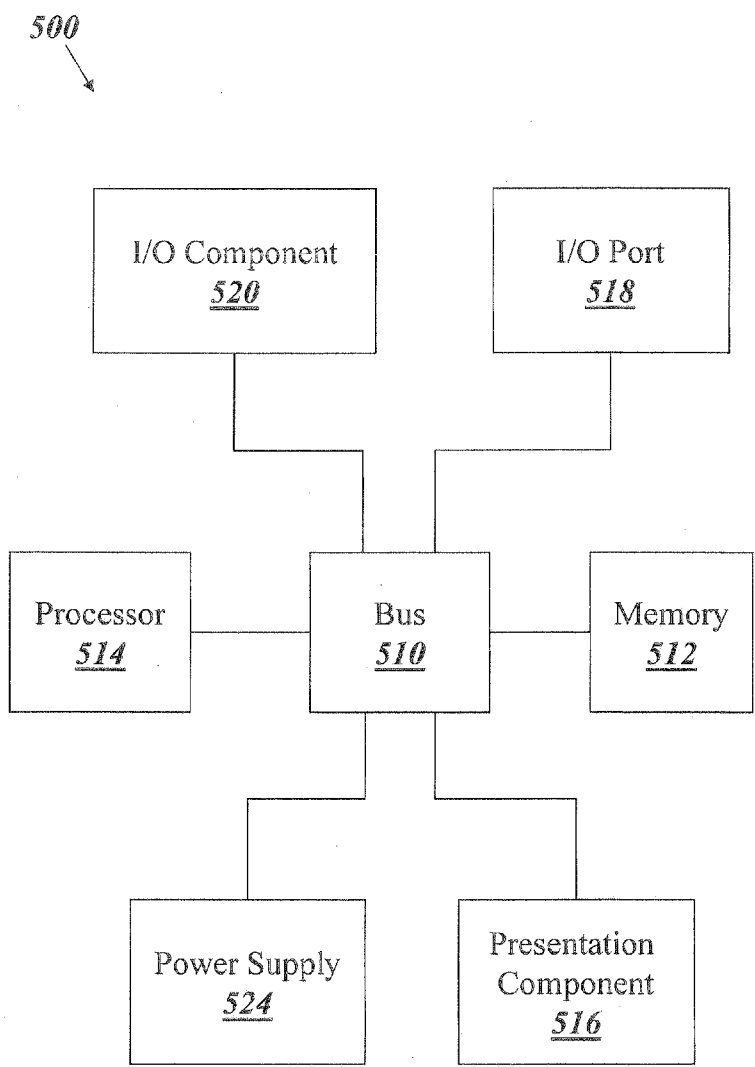 500
I/O Component
520
I/O Port
518
Processor
514
Bus
510
Memory
512
Power Supply
524
Presentation
Component
516